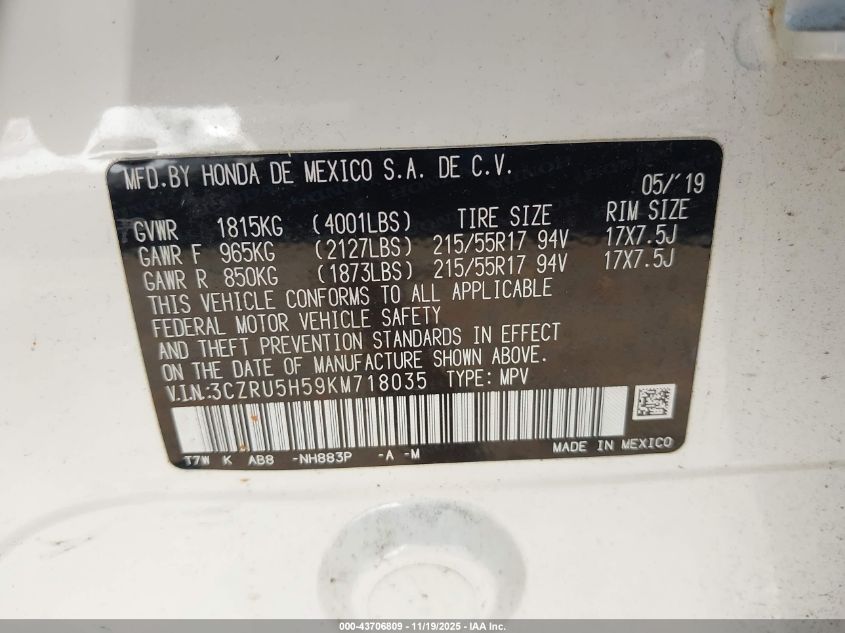 MFD.BY HONDA DE MEXICO S.A. DE C.V.
05/'19
GVWR 1815KG (4001LBS) TIRE SIZE RIM SIZE
GAWR F 965KG (2127LBS) 215/55R17 94V 17X7.5J
GAWR R 850KG (1873LBS) 215/55R17 94V 17X7.5J
THIS VEHICLE CONFORMS TO ALL APPLICABLE
FEDERAL MOTOR VEHICLE SAFETY
AND THEFT PREVENTION STANDARDS IN EFFECT
ON THE DATE OF MANUFACTURE SHOWN ABOVE.
V.I.N:3CZRU5H59KM718035 TYPE: MPV
T7W K AB8 -NH883P -A -M MADE IN MEXICO
000-43706809 - 11/19/2025 - IAA Inc.